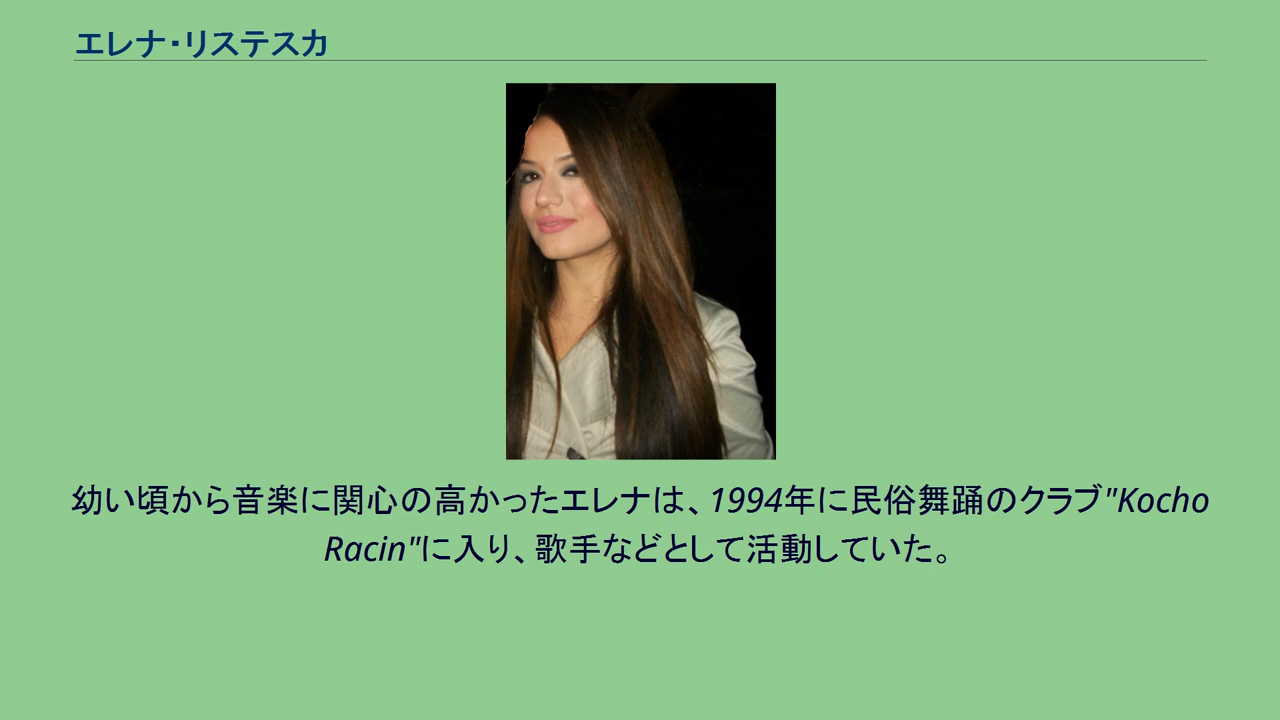 エレナ・リステスカ
幼い頃から音楽に関心の高かったエレナは、1994年に民俗舞踊のクラブ"Kocho
Racin"に入り、歌手などとして活動していた。